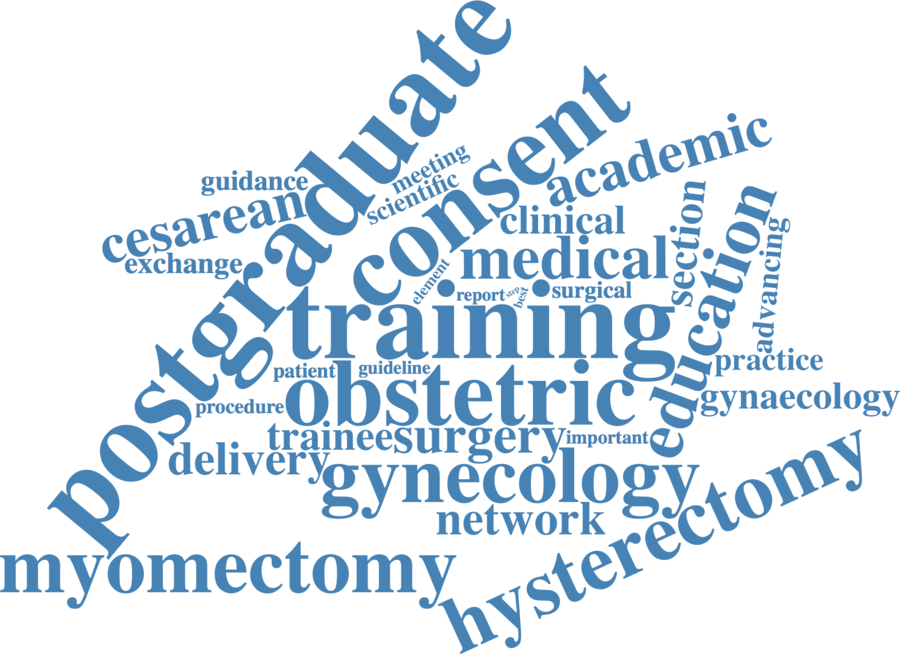 postgraduate
consent
academic
meeting
scientific
guidance
cesarean
exchange
clinical
medical
section
education
advancing
element
report
step
best
surgical
training
practice
patient
guideline
obstetric
gynaecology
procedure
trainee
surgery
important
delivery
gynecology
network
hysterectomy
myomectomy